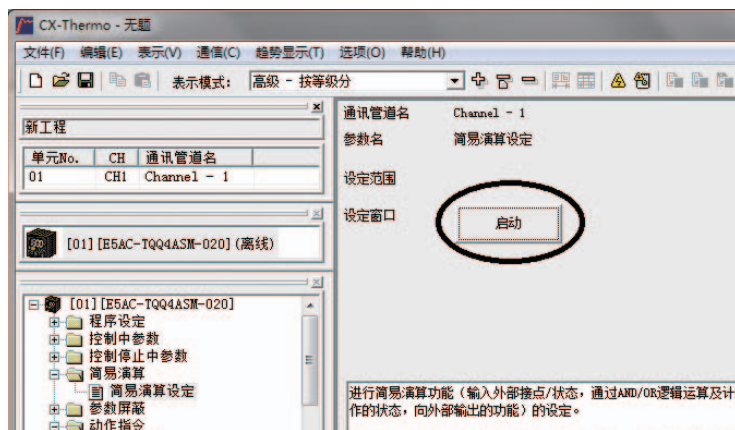 CX-Thermo - 无题
文件(F) 编辑(E) 表示(V) 通信(C) 趋势显示(T) 选项(O) 帮助(H)
表示模式: 高级 - 按等级分
新工程
单元No. CH 通讯管道名
01 CH1 Channel - 1
[01][E5AC-TQQ4ASM-020](离线)
[01][E5AC-TQQ4ASM-020]
程序设定
控制中参数
控制停止中参数
简易演算
简易演算设定
参数屏蔽
动作指令
通讯管道名 Channel - 1
参数名 简易演算设定
设定范围
设定窗口 启动
进行简易演算功能(输入外部接点/状态,通过AND/OR逻辑运算及计
作的状态,向外部输出的功能)的设定。